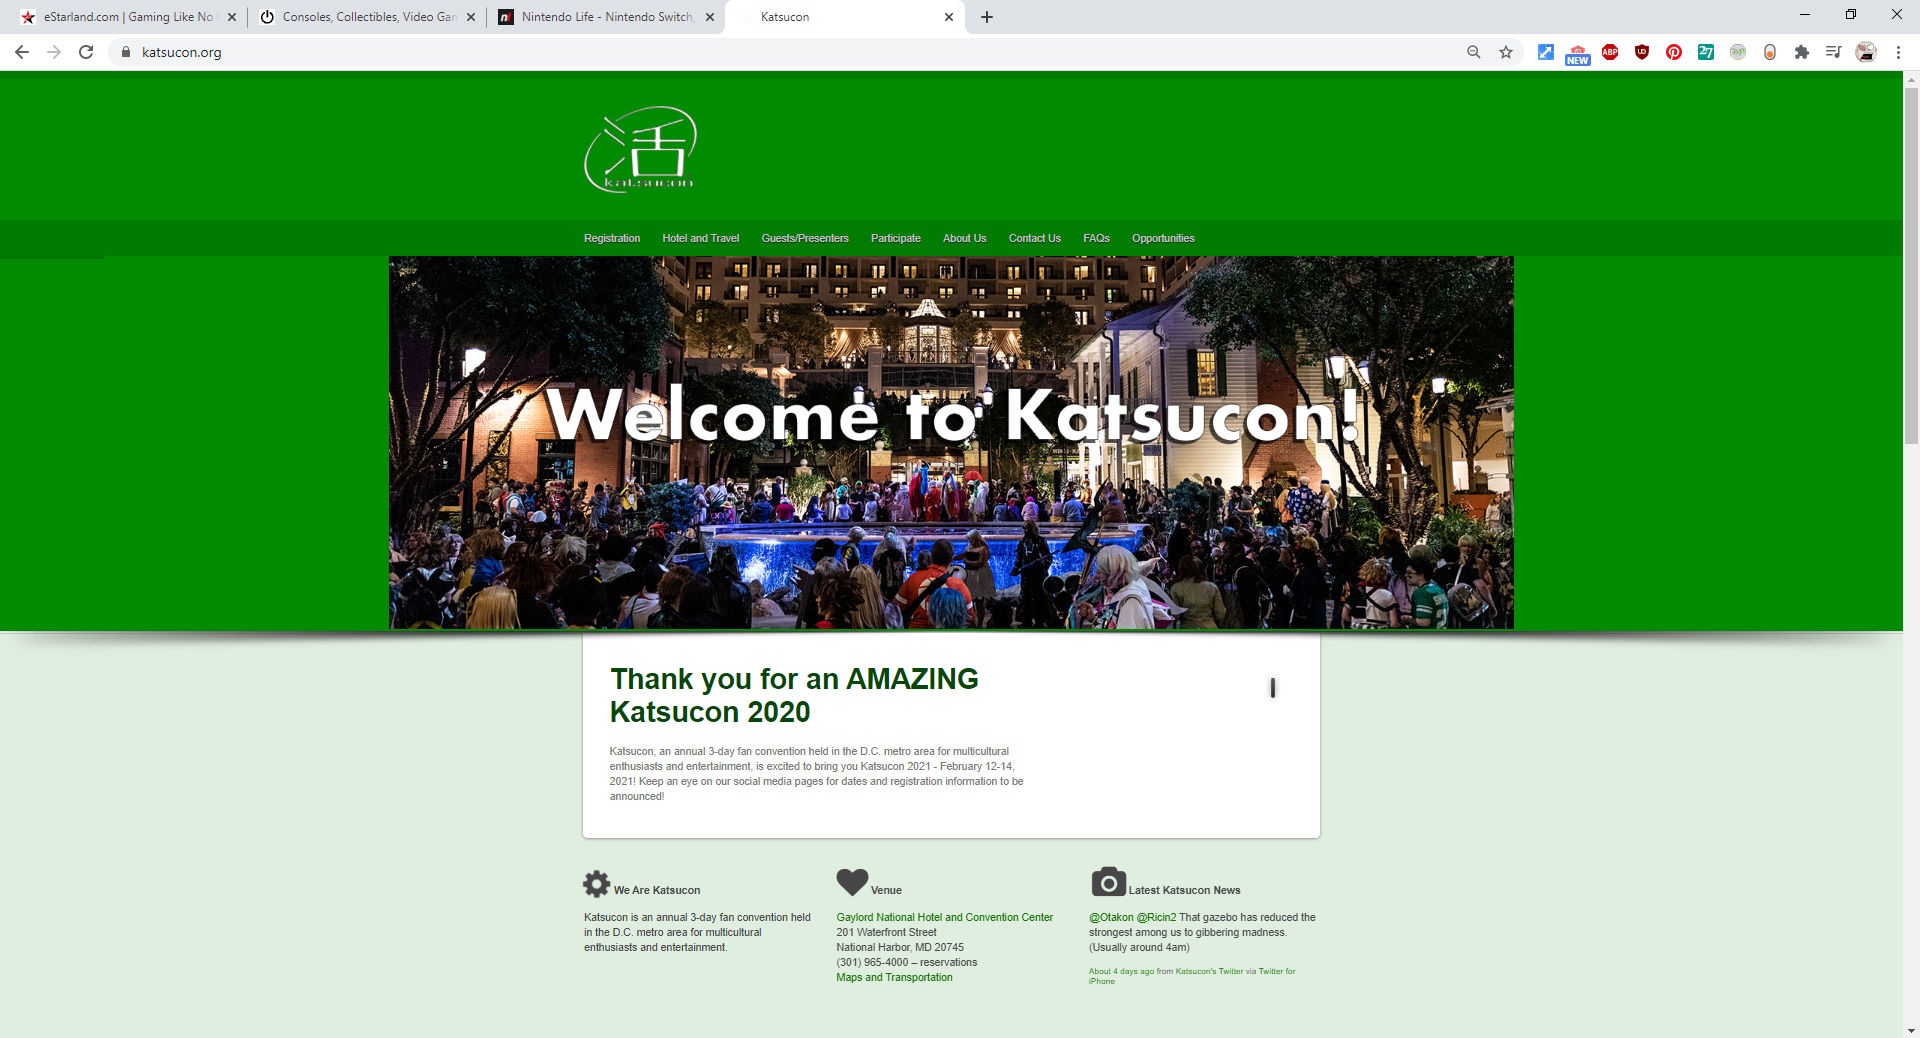 eStarland.com | Gaming Like No
Consoles, Collectibles, Video Gam
Nintendo Life - Nintendo Switch,
Katsucon
katsucon.org
NEW
ABP
27
活
katsucon
Registration
Hotel and Travel
Guests/Presenters
Participate
About Us
Contact Us
FAQs
Opportunities
Welcome to Katsucon!
Thank you for an AMAZING
Katsucon 2020
Katsucon, an annual 3-day fan convention held in the D.C. metro area for multicultural
enthusiasts and entertainment, is excited to bring you Katsucon 2021 - February 12-14,
2021! Keep an eye on our social media pages for dates and registration information to be
announced!
We Are Katsucon
Katsucon is an annual 3-day fan convention held
in the D.C. metro area for multicultural
enthusiasts and entertainment.
Venue
Gaylord National Hotel and Convention Center
201 Waterfront Street
National Harbor, MD 20745
(301) 965-4000 – reservations
Maps and Transportation
Latest Katsucon News
@Otakon @Ricin2 That gazebo has reduced the
strongest among us to gibbering madness.
(Usually around 4am)
About 4 days ago from Katsucon's Twitter via Twitter for
iPhone